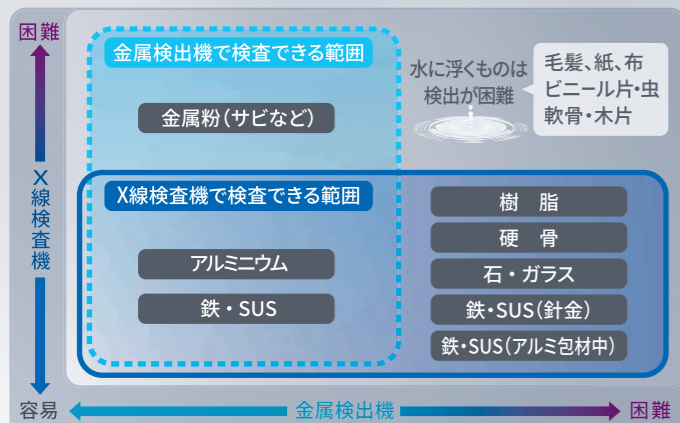 困難
金属検出機で検査できる範囲
水に浮くものは
検出が困難
毛髪、紙、布
ビニール片・虫
軟骨・木片
金属粉（サビなど）
X線検査機
X線検査機で検査できる範囲
アルミニウム
鉄・SUS
樹　脂
硬　骨
石・ガラス
鉄・SUS（針金）
鉄・SUS（アルミ包材中）
容易
金属検出機
困難